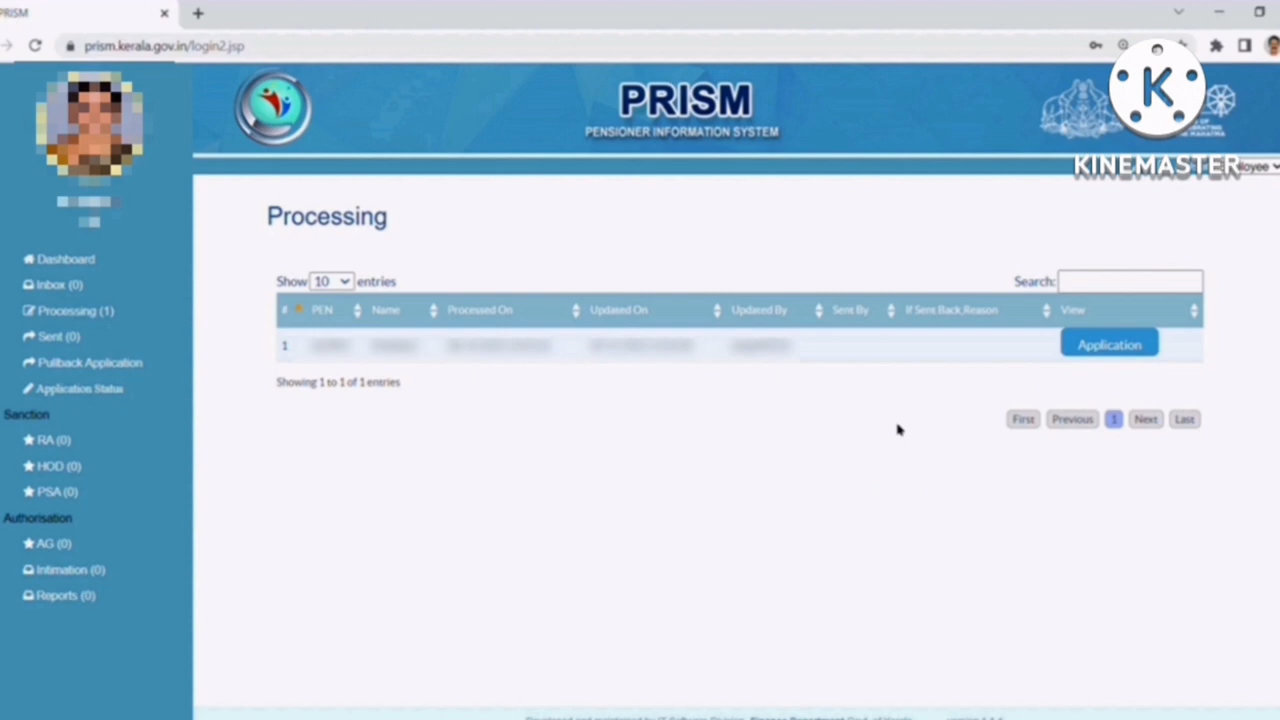 PRISM
prism.kerala.gov.in/login2.jsp
K
KINEMASTER
PRISM
PENSIONER INFORMATION SYSTEM
Dashboard
Inbox (0)
Processing (1)
Sent (0)
Pullback Application
Application Status
Sanction
RA (0)
HOD (0)
PSA (0)
Authorisation
AG (0)
Intimation (0)
Reports (0)
Processing
Show 10 entries
Search:
# PEN Name Processed On Updated On Updated By Sent By If Sent Back,Reason View
1 Application
Showing 1 to 1 of 1 entries
First Previous 1 Next Last